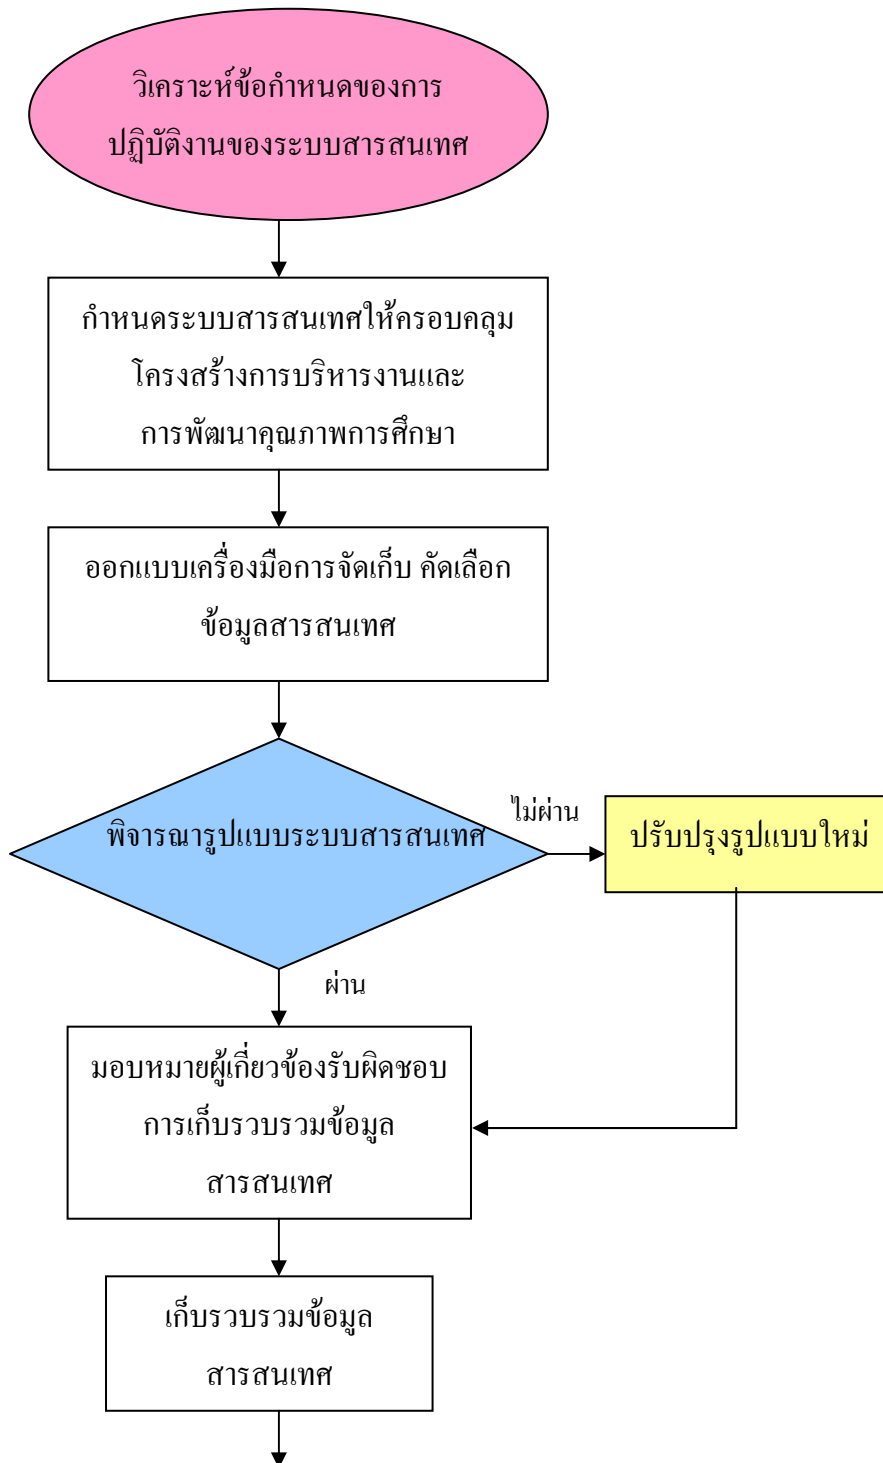 วิเคราะห์ข้อกำหนดของการ
ปฏิบัติงานของระบบสารสนเทศ
กำหนดระบบสารสนเทศให้ครอบคลุม
โครงสร้างการบริหารงานและ
การพัฒนาคุณภาพการศึกษา
ออกแบบเครื่องมือการจัดเก็บ คัดเลือก
ข้อมูลสารสนเทศ
พิจารณารูปแบบระบบสารสนเทศ
ไม่ผ่าน
ปรับปรุงรูปแบบใหม่
ผ่าน
มอบหมายผู้เกี่ยวข้องรับผิดชอบ
การเก็บรวบรวมข้อมูล
สารสนเทศ
เก็บรวบรวมข้อมูล
สารสนเทศ